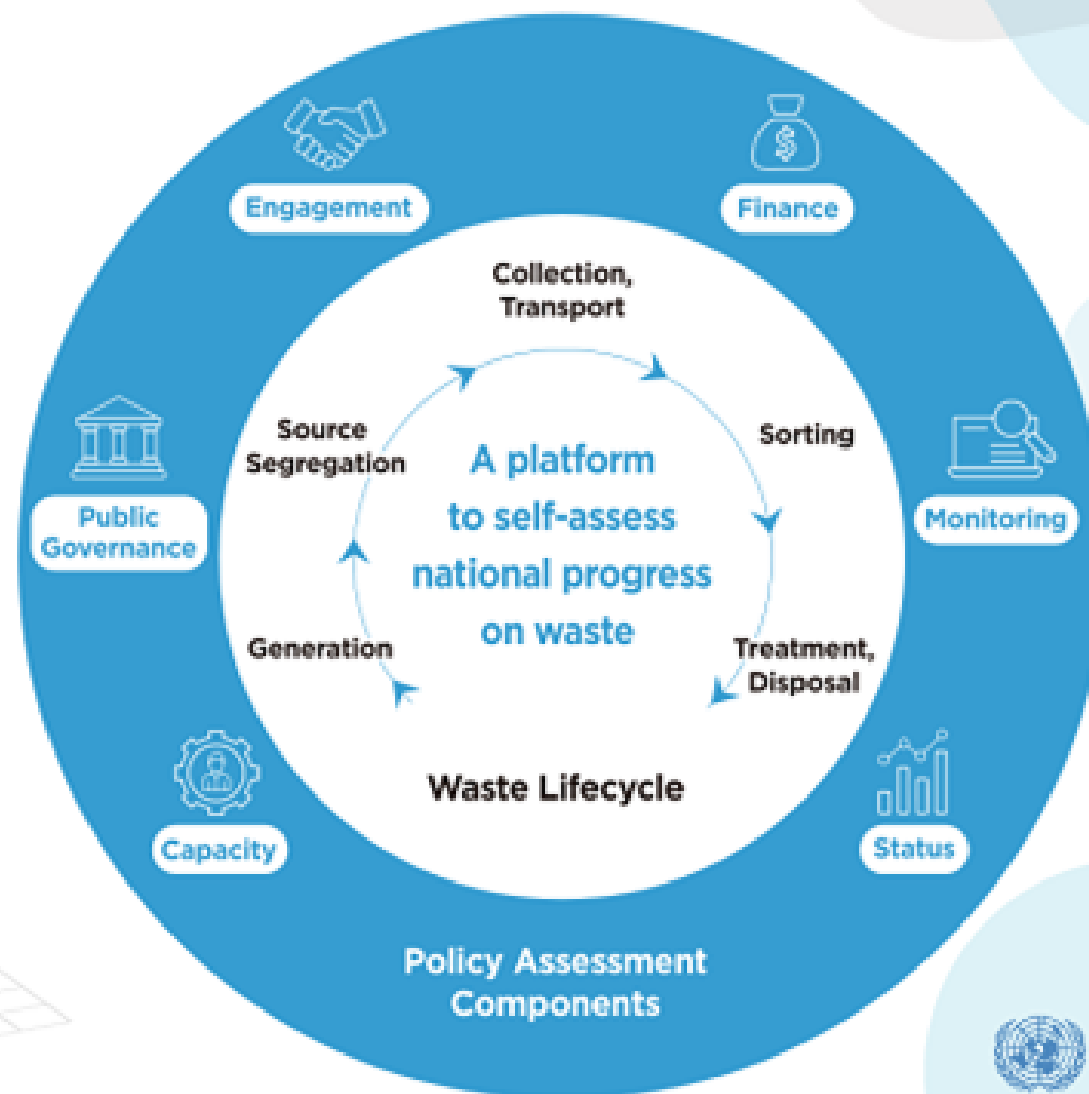 Engagement
Finance
Collection,
Transport
Source
Segregation
Sorting
A platform
to self-assess
national progress
on waste
Public
Governance
Monitoring
Generation
Treatment,
Disposal
Waste Lifecycle
Capacity
Status
Policy Assessment
Components
$